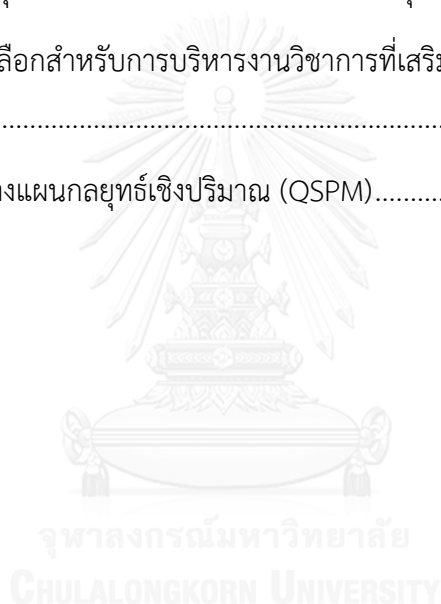 ลือกสำหรับการบริหารงานวิชาการที่เสริม
....................................................................................
งแผนกลยุทธ์เชิงปริมาณ (QSPM)..........
จุฬาลงกรณ์มหาวิทยาลัย
CHULALONGKORN UNIVERSITY